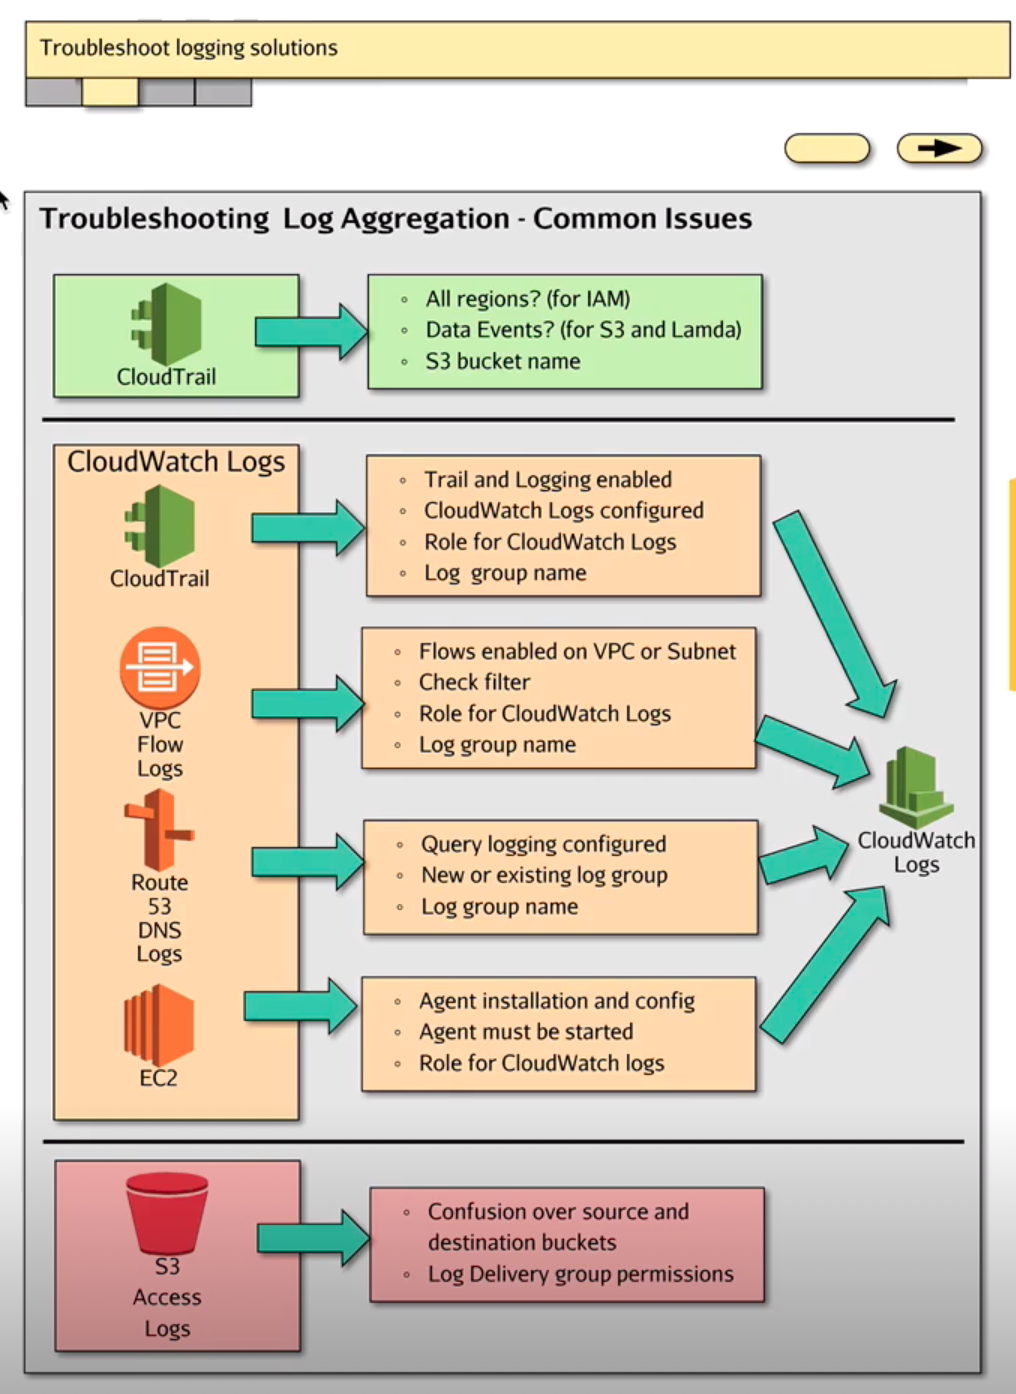 Troubleshoot logging solutions
Troubleshooting Log Aggregation - Common Issues
CloudTrail
◦ All regions? (for IAM)
◦ Data Events? (for S3 and Lamda)
◦ S3 bucket name
CloudWatch Logs
CloudTrail
◦ Trail and Logging enabled
◦ CloudWatch Logs configured
◦ Role for CloudWatch Logs
◦ Log group name
VPC
Flow
Logs
◦ Flows enabled on VPC or Subnet
◦ Check filter
◦ Role for CloudWatch Logs
◦ Log group name
Route
53
DNS
Logs
◦ Query logging configured
◦ New or existing log group
◦ Log group name
EC2
◦ Agent installation and config
◦ Agent must be started
◦ Role for CloudWatch logs
CloudWatch
Logs
S3
Access
Logs
◦ Confusion over source and
destination buckets
◦ Log Delivery group permissions